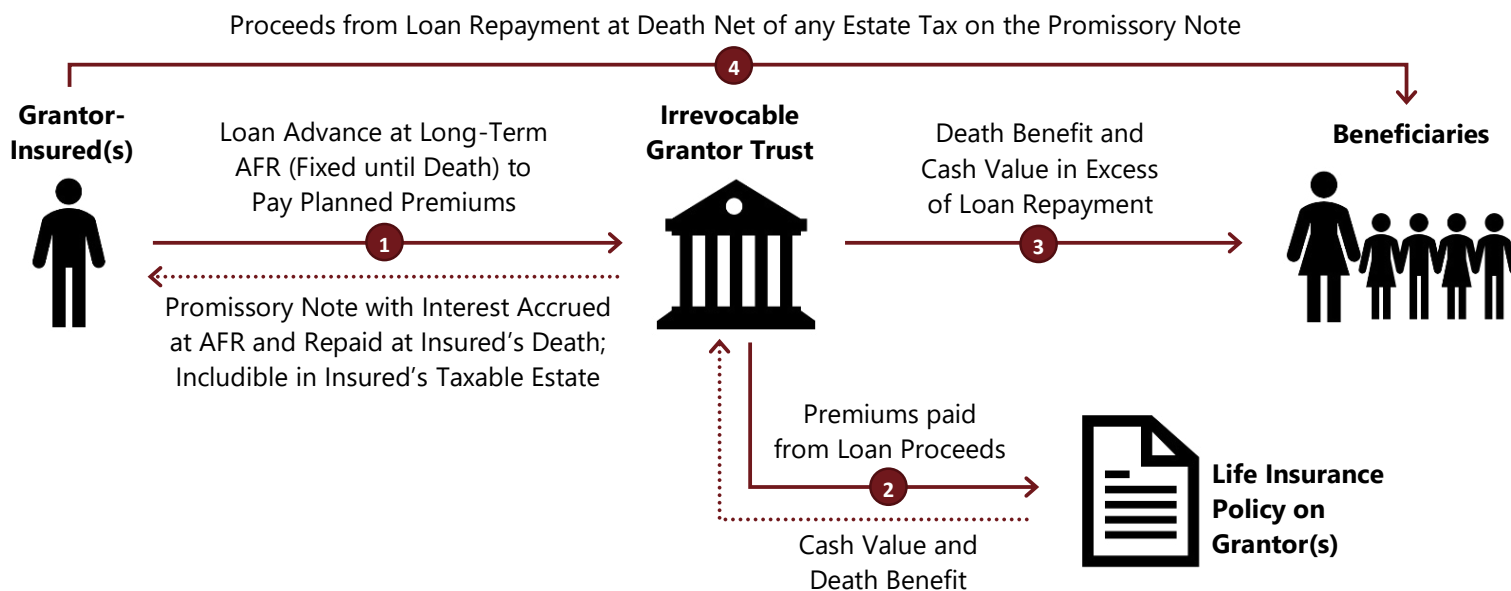 Proceeds from Loan Repayment at Death Net of any Estate Tax on the Promissory Note
4
Grantor-
Insured(s)
Loan Advance at Long-Term
AFR (Fixed until Death) to
Pay Planned Premiums
1
Promissory Note with Interest Accrued
at AFR and Repaid at Insured’s Death;
Includible in Insured’s Taxable Estate
Irrevocable
Grantor Trust
Death Benefit and
Cash Value in Excess
of Loan Repayment
3
Beneficiaries
Premiums paid
from Loan Proceeds
2
Cash Value and
Death Benefit
Life Insurance
Policy on
Grantor(s)